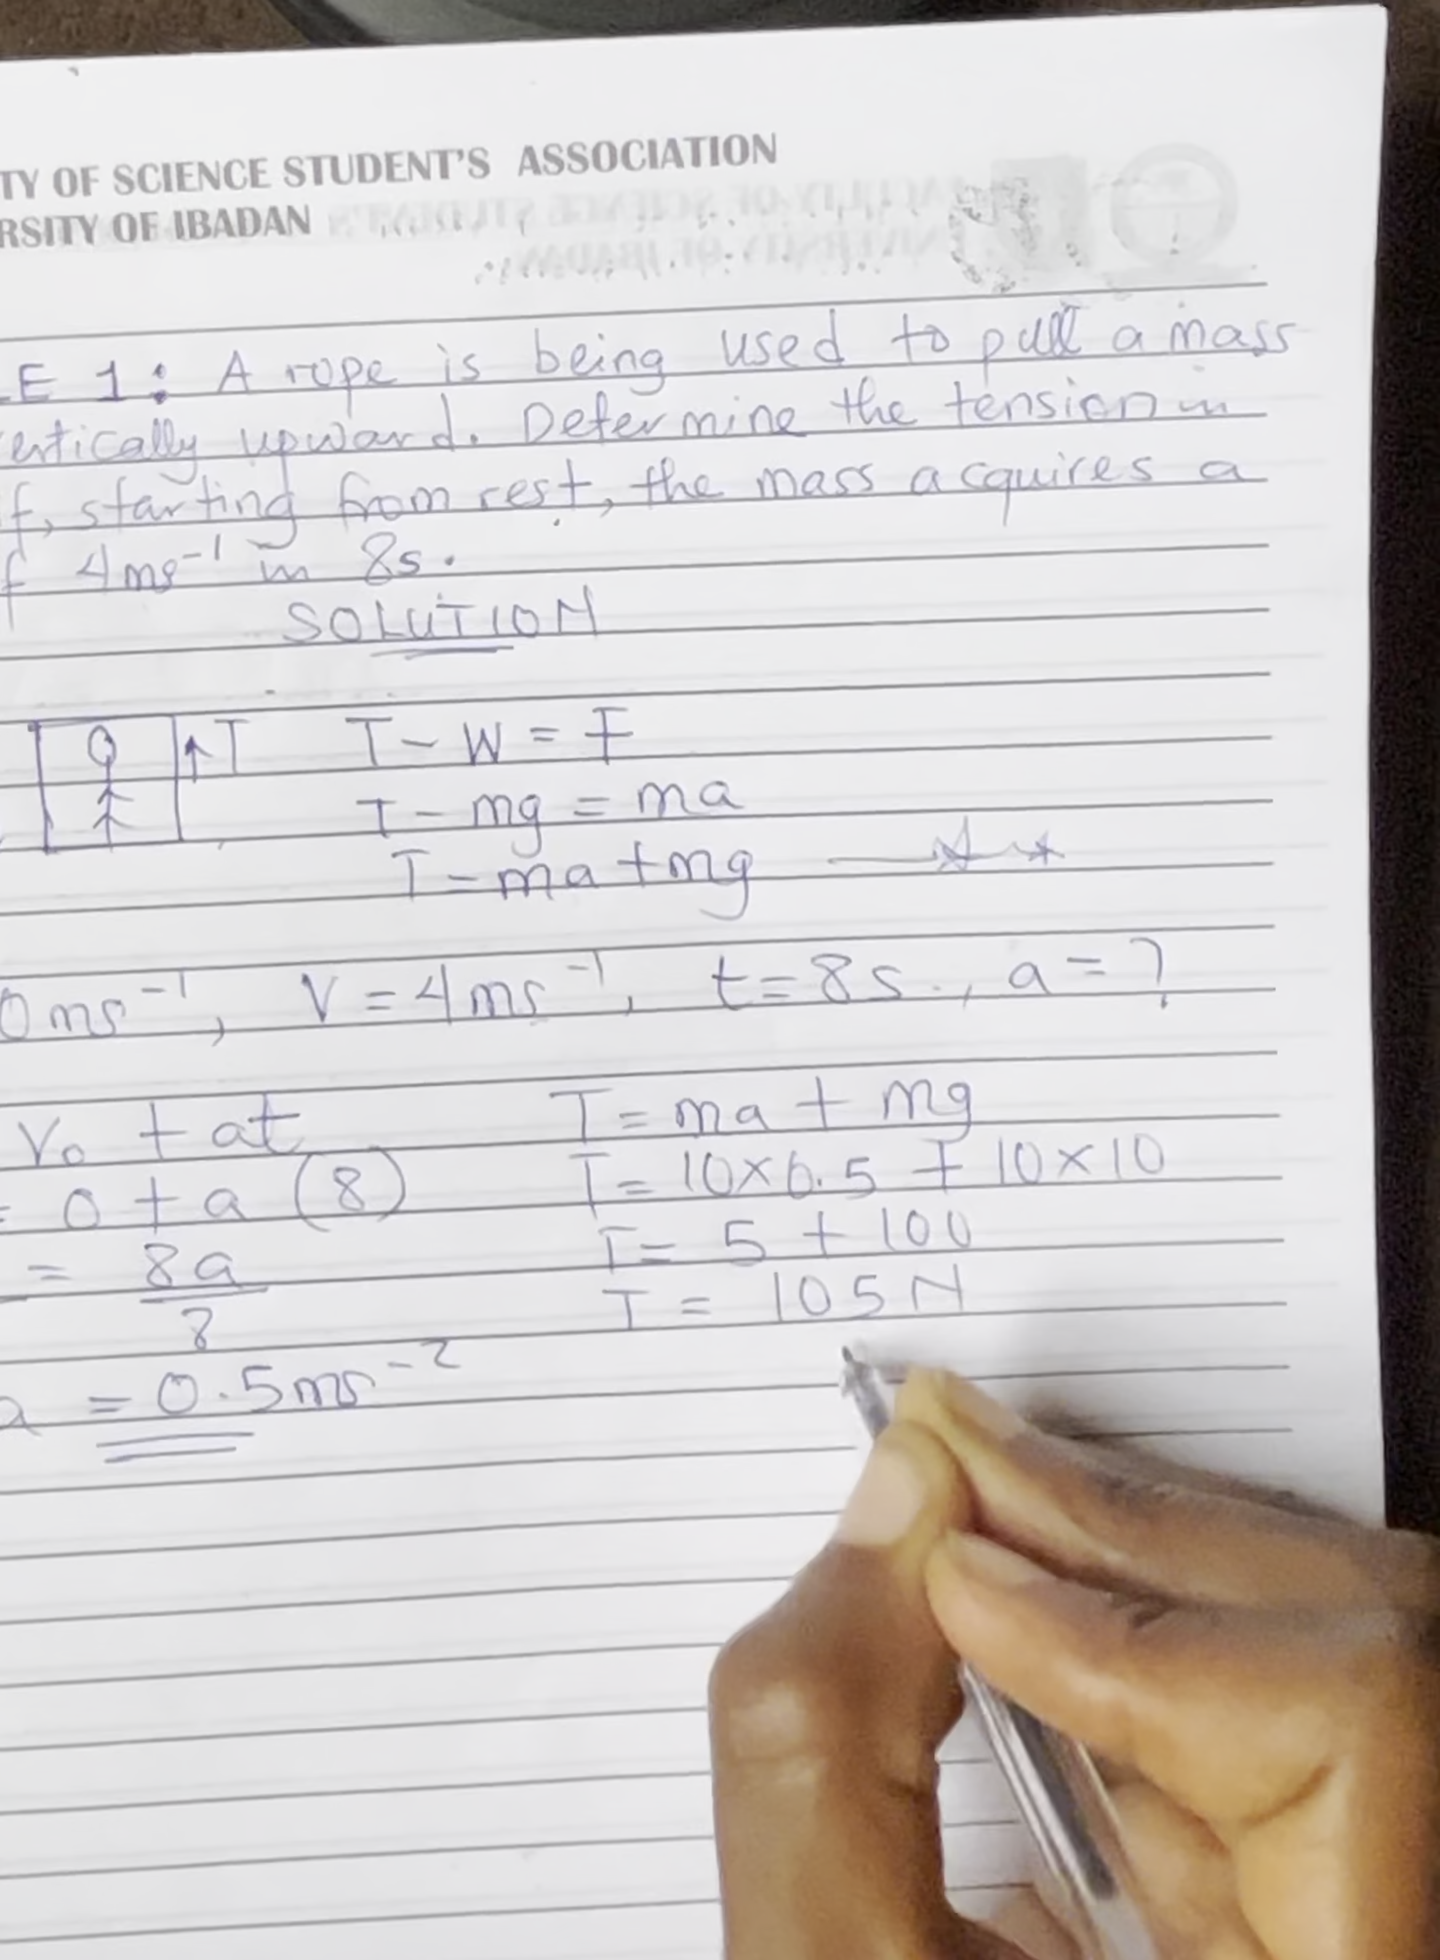 TY OF SCIENCE STUDENT'S ASSOCIATION
RSITY OF IBADAN
LE 1: A rope is being used to pull a mass
ertically upward. Determine the tension in
f, starting from rest, the mass acquires a
f 4ms⁻¹ in 8s.
SOLUTION
↑T T - W = F
T - mg = ma
T = ma + mg
0ms⁻¹, V = 4ms⁻¹, t = 8s., a = ?
V₀ + at
= 0 + a (8)
= 8a
8
a = 0.5ms⁻²
T = ma + mg
T = 10 × 0.5 + 10 × 10
T = 5 + 100
T = 105N